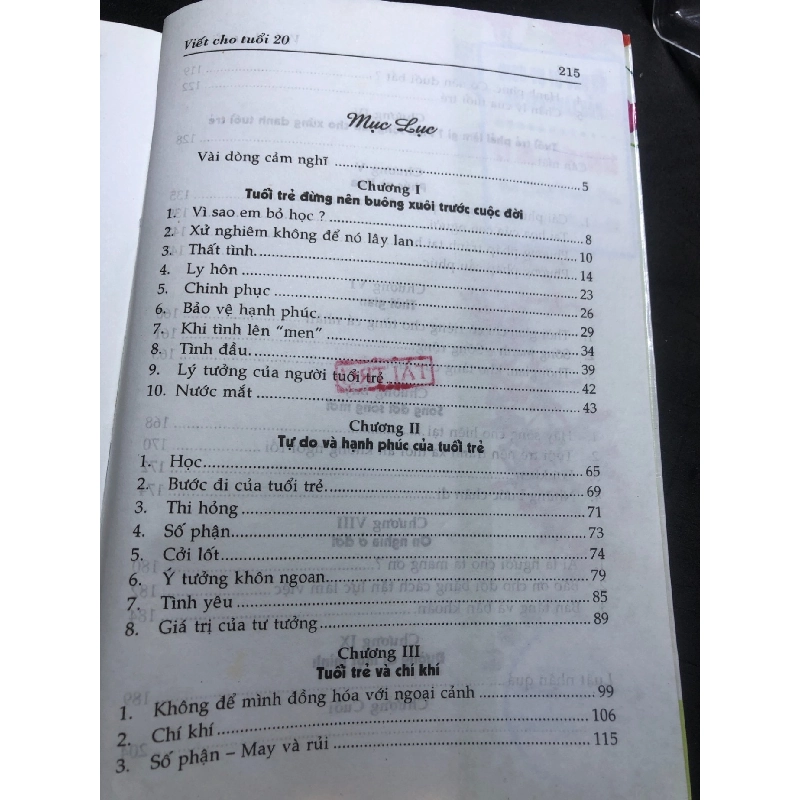 Viết cho tuổi 20
215
Mục Lục
Vài dòng cảm nghĩ ........ 5
Chương I
Tuổi trẻ đừng nên buông xuôi trước cuộc đời
1. Vì sao em bỏ học ? ........ 8
2. Xử nghiêm không để nó lây lan ........ 10
3. Thất tình ........ 14
4. Ly hôn ........ 23
5. Chinh phục ........ 26
6. Bảo vệ hạnh phúc ........ 29
7. Khi tình lên “men” ........ 34
8. Tình đầu ........ 39
9. Lý tưởng của người tuổi trẻ ........ 42
10. Nước mắt ........ 43
Chương II
Tự do và hạnh phúc của tuổi trẻ
1. Học ........ 65
2. Bước đi của tuổi trẻ ........ 69
3. Thi hỏng ........ 71
4. Số phận ........ 73
5. Cởi lốt ........ 74
6. Ý tưởng khôn ngoan ........ 79
7. Tình yêu ........ 85
8. Giá trị của tư tưởng ........ 89
Chương III
Tuổi trẻ và chí khí
1. Không để mình đồng hóa với ngoại cảnh ........ 99
2. Chí khí ........ 106
3. Số phận – May và rủi ........ 115